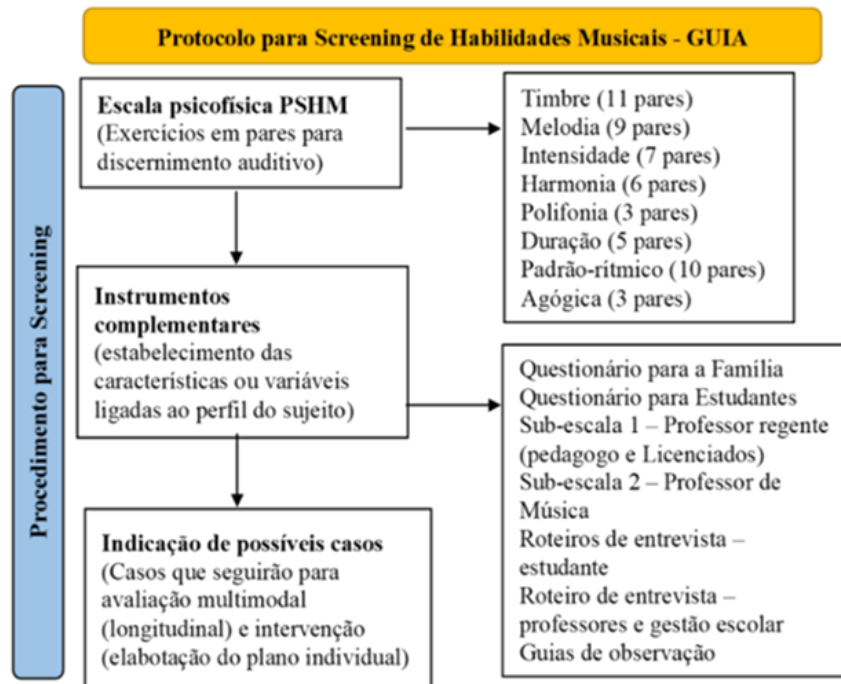 Protocolo para Screening de Habilidades Musicais - GUIA
Procedimento para Screening
Escala psicofísica PSHM
(Exercícios em pares para
discernimento auditivo)
Timbre (11 pares)
Melodia (9 pares)
Intensidade (7 pares)
Harmonia (6 pares)
Polifonia (3 pares)
Duração (5 pares)
Padrão-rítmico (10 pares)
Agógica (3 pares)
Instrumentos
complementares
(estabelecimento das
características ou variáveis
ligadas ao perfil do sujeito)
Questionário para a Família
Questionário para Estudantes
Sub-escala 1 – Professor regente
(pedagogo e Licenciados)
Sub-escala 2 – Professor de
Música
Roteiros de entrevista –
estudante
Roteiro de entrevista –
professores e gestão escolar
Guias de observação
Indicação de possíveis casos
(Casos que seguirão para
avaliação multimodal
(longitudinal) e intervenção
(elabotação do plano individual)